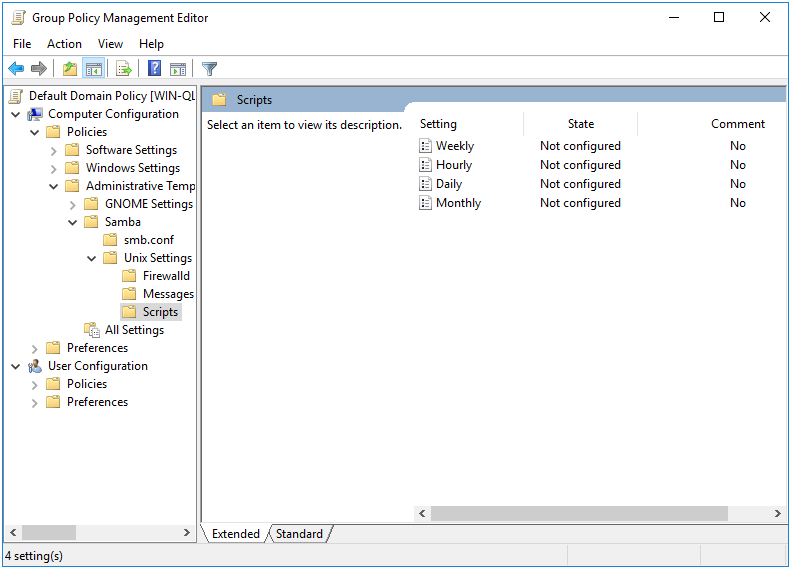 Group Policy Management Editor
File Action View Help
Default Domain Policy [WIN-QL
Computer Configuration
Policies
Software Settings
Windows Settings
Administrative Temp
GNOME Settings
Samba
smb.conf
Unix Settings
Firewalld
Messages
Scripts
All Settings
Preferences
User Configuration
Policies
Preferences
Scripts
Select an item to view its description.
Setting State Comment
Weekly Not configured No
Hourly Not configured No
Daily Not configured No
Monthly Not configured No
Extended Standard
4 setting(s)